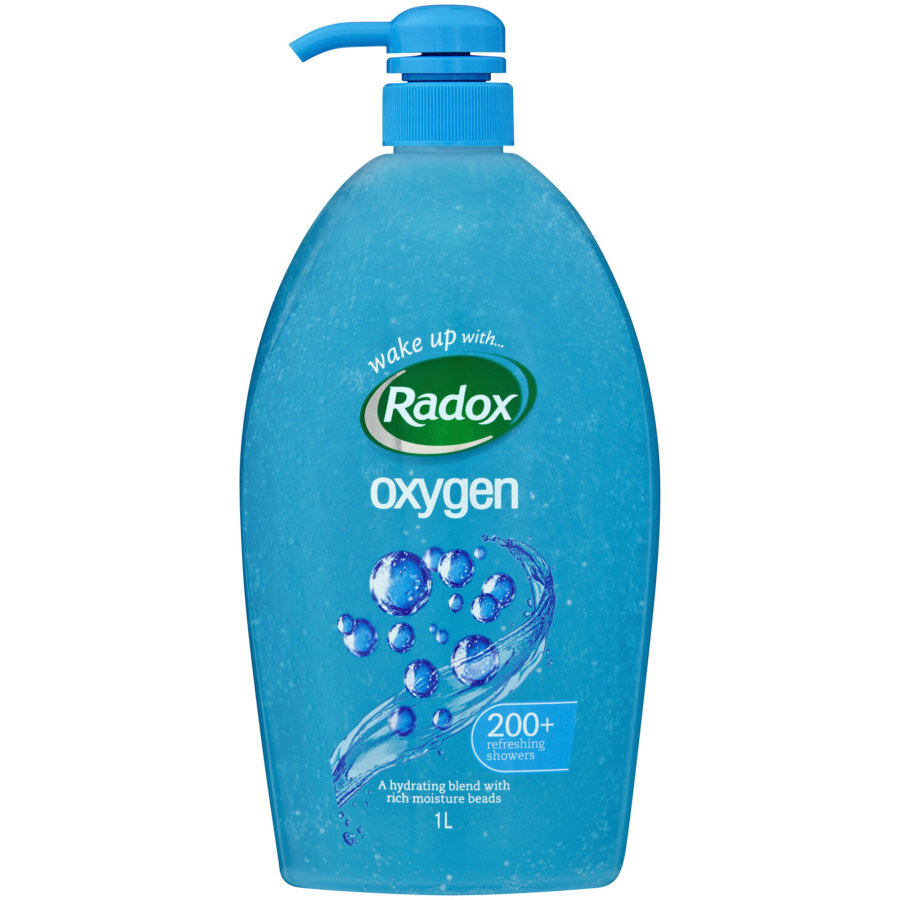 wake up with...
Radox
oxygen
200+
refreshing
showers
A hydrating blend with
rich moisture beads
1L